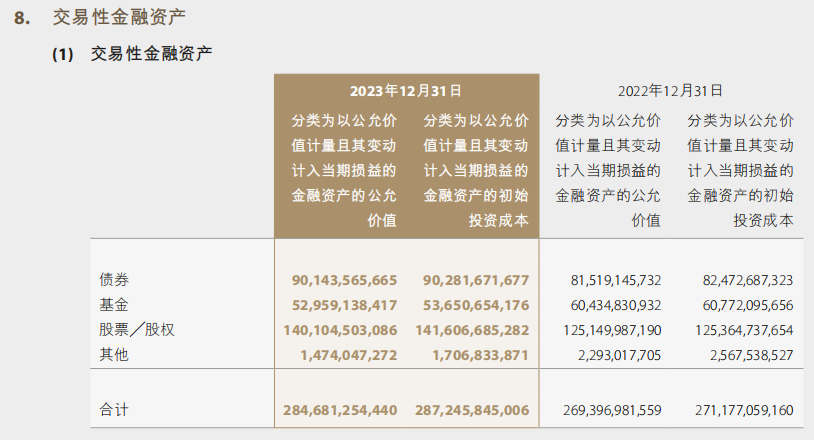 8. 交易性金融资产
(1) 交易性金融资产
2023年12月31日 2022年12月31日
分类为以公允价 分类为以公允价 分类为以公允价 分类为以公允价
值计量且其变动 值计量且其变动 值计量且其变动 值计量且其变动
计入当期损益的 计入当期损益的 计入当期损益的 计入当期损益的
金融资产的公允 金融资产的初始 金融资产的公允 金融资产的初始
价值 投资成本 价值 投资成本
债券 90,143,565,665 90,281,671,677 81,519,145,732 82,472,687,323
基金 52,959,138,417 53,650,654,176 60,434,830,932 60,772,095,656
股票╱股权 140,104,503,086 141,606,685,282 125,149,987,190 125,364,737,654
其他 1,474,047,272 1,706,833,871 2,293,017,705 2,567,538,527
合计 284,681,254,440 287,245,845,006 269,396,981,559 271,177,059,160